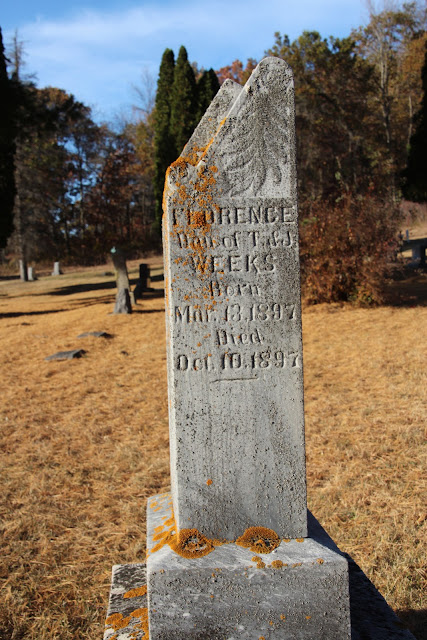 FLORENCE
Dau. of T. & J.
WEEKS
Born
Mar. 13, 1897
Died
Oct. 10, 1897